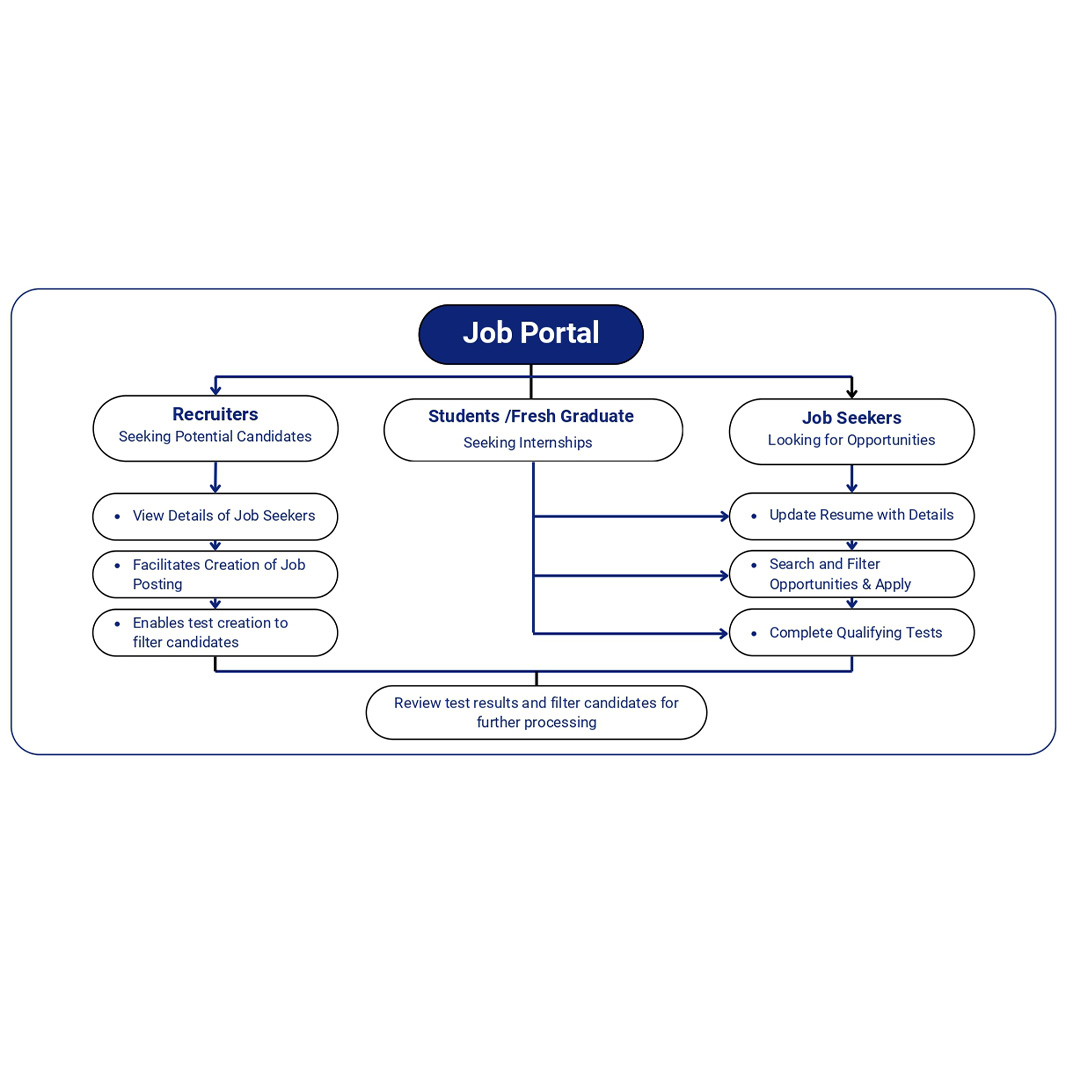 Job Portal
Recruiters
Seeking Potential Candidates
Students /Fresh Graduate
Seeking Internships
Job Seekers
Looking for Opportunities
• View Details of Job Seekers
• Facilitates Creation of Job
Posting
• Enables test creation to
filter candidates
• Update Resume with Details
• Search and Filter
Opportunities & Apply
• Complete Qualifying Tests
Review test results and filter candidates for
further processing